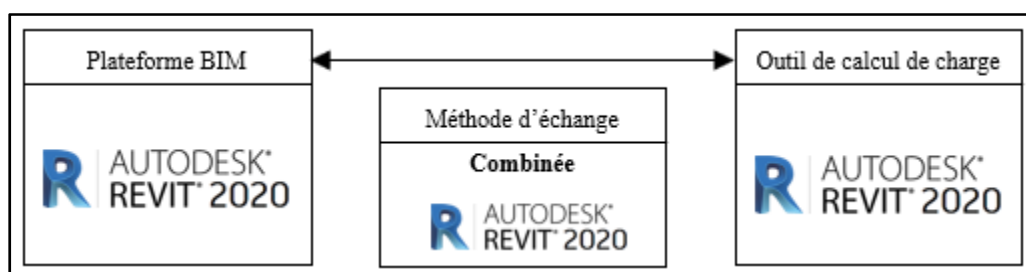 Plateforme BIM
AUTODESK®
REVIT® 2020
Méthode d’échange
Combinée
AUTODESK®
REVIT® 2020
Outil de calcul de charge
AUTODESK®
REVIT® 2020